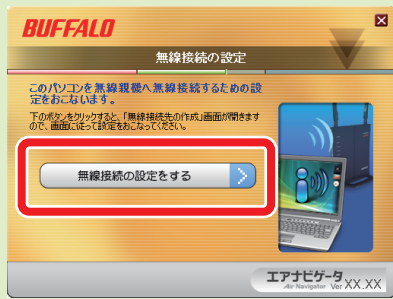 BUFFALO
無線接続の設定
このパソコンを無線親機へ無線接続するための設
定をおこないます。
下のボタンをクリックすると、「無線接続先の作成」画面が開きます
ので、画面に従って設定をおこなってください。
無線接続の設定をする
エアナビゲータ
Air Navigator Ver XX.XX